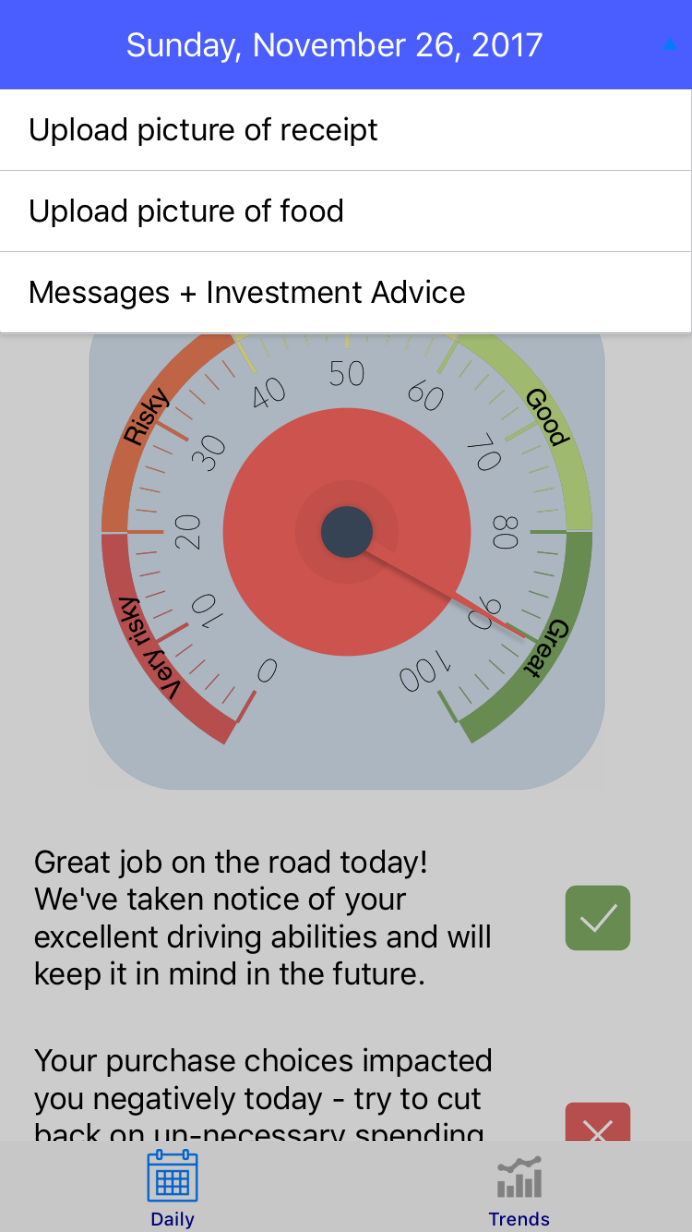 Sunday, November 26, 2017
Upload picture of receipt
Upload picture of food
Messages + Investment Advice
50
40
60
Risky
Good
30
70
20
80
10
90
Very risky
Great
0
100
Great job on the road today!
We've taken notice of your
excellent driving abilities and will
keep it in mind in the future.
Your purchase choices impacted
you negatively today - try to cut
back on un-necessary spending
Daily
Trends